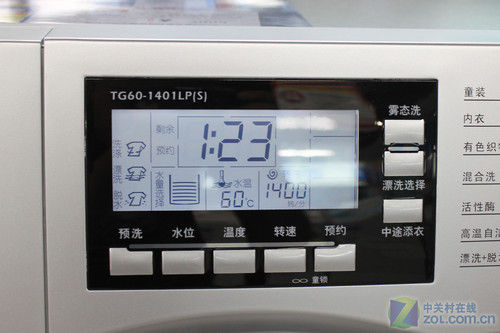 TG60-1401LP(S)
剩余
预约
1:23
洗涤
漂洗
脱水
水量选择
水温
60°C
1400
转/分
预洗 水位 温度 转速 预约
童锁
雾态洗
漂洗选择
中途添衣
童装
内衣
有色织
混合洗
活性酶
高温自洁
漂洗+脱
中关村在线
ZOL.COM.CN